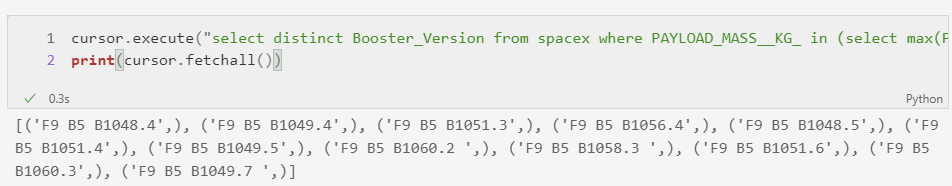 1 cursor.execute("select distinct Booster_Version from spacex where PAYLOAD_MASS__KG_ in (select max(P
2 print(cursor.fetchall())
✓ 0.3s Python
[('F9 B5 B1048.4',), ('F9 B5 B1049.4',), ('F9 B5 B1051.3',), ('F9 B5 B1056.4',), ('F9 B5 B1048.5',), ('F9
B5 B1051.4',), ('F9 B5 B1049.5',), ('F9 B5 B1060.2 ',), ('F9 B5 B1058.3 ',), ('F9 B5 B1051.6',), ('F9 B5
B1060.3',), ('F9 B5 B1049.7 ',)]